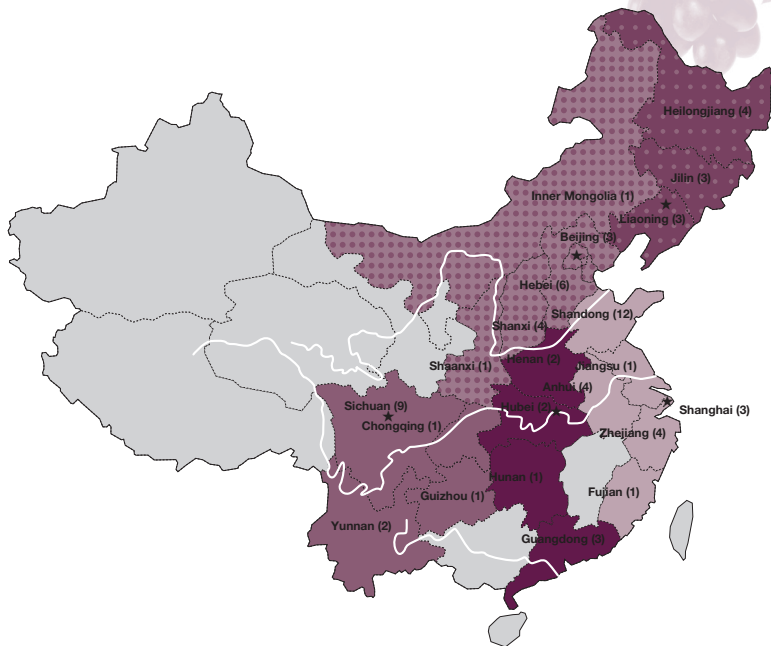 Heilongjiang (4)
Jilin (3)
Inner Mongolia (1)
Liaoning (3)
Beijing (3)
Hebei (6)
Shandong (12)
Shanxi (4)
Shaanxi (1)
Henan (2)
Jiangsu (1)
Anhui (4)
Sichuan (9)
Hubei (2)
Shanghai (3)
Chongqing (1)
Zhejiang (4)
Hunan (1)
Guizhou (1)
Fujian (1)
Yunnan (2)
Guangdong (3)